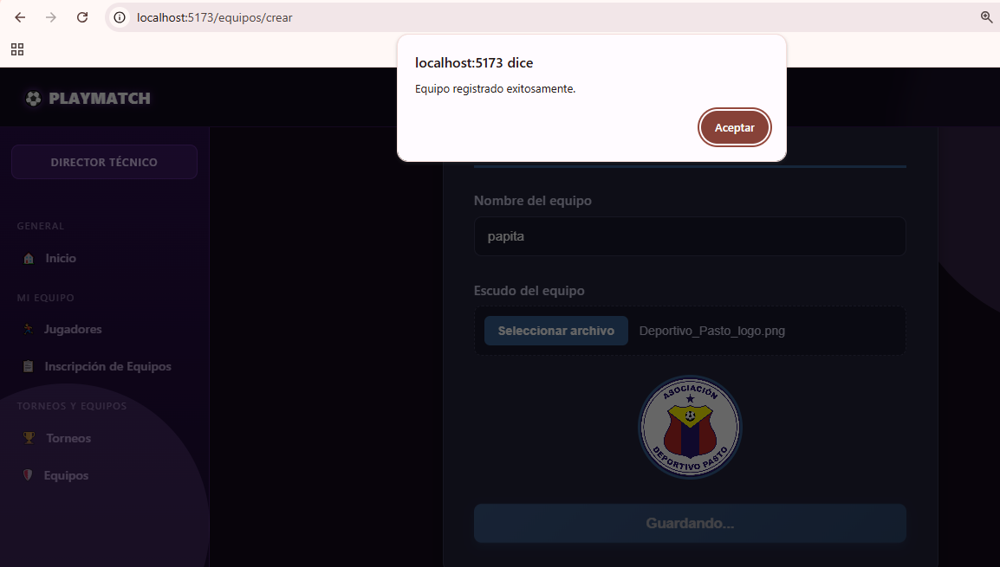 localhost:5173/equipos/crear
localhost:5173 dice
Equipo registrado exitosamente.
Aceptar
PLAYMATCH
DIRECTOR TÉCNICO
GENERAL
Inicio
MI EQUIPO
Jugadores
Inscripción de Equipos
TORNEOS Y EQUIPOS
Torneos
Equipos
Nombre del equipo
papita
Escudo del equipo
Seleccionar archivo Deportivo_Pasto_logo.png
ASOCIACIÓN
DEPORTIVO PASTO
Guardando...